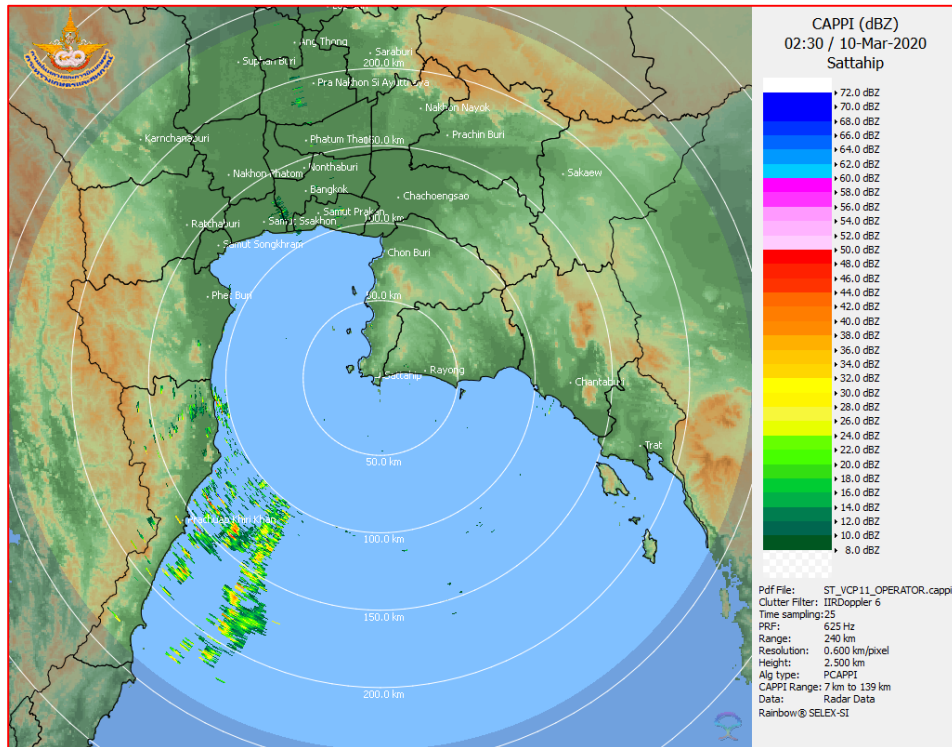 CAPPI (dBZ)
02:30 / 10-Mar-2020
Sattahip
72.0 dBZ
70.0 dBZ
68.0 dBZ
66.0 dBZ
64.0 dBZ
62.0 dBZ
60.0 dBZ
58.0 dBZ
56.0 dBZ
54.0 dBZ
52.0 dBZ
50.0 dBZ
48.0 dBZ
46.0 dBZ
44.0 dBZ
42.0 dBZ
40.0 dBZ
38.0 dBZ
36.0 dBZ
34.0 dBZ
32.0 dBZ
30.0 dBZ
28.0 dBZ
26.0 dBZ
24.0 dBZ
22.0 dBZ
20.0 dBZ
18.0 dBZ
16.0 dBZ
14.0 dBZ
12.0 dBZ
10.0 dBZ
8.0 dBZ
Pdf File: ST_VCP11_OPERATOR.cappi
Clutter Filter: IIRDoppler 6
Time sampling:25
PRF: 625 Hz
Range: 240 km
Resolution: 0.600 km/pixel
Height: 2.500 km
Alg type: PCAPPI
CAPPI Range: 7 km to 139 km
Data: Radar Data
Rainbow® SELEX-SI
Ang Thong
Saraburi
Suphan Buri
200.0 km
Pra Nakhon Si Ayutthaya
Nakhon Nayok
Karnchanaburi
Phatum Thani
Prachin Buri
Nonthaburi
Nakhon Phatom
Sakaew
Bangkok
Chachoengsao
Samut Prakan
Ratchaburi
Samut Ssakhon
Samut Songkhram
Chon Buri
Phet Buri
50.0 km
Sattahip
Rayong
Chantaburi
Trat
50.0 km
Prachuap Khiri Khan
100.0 km
150.0 km
200.0 km